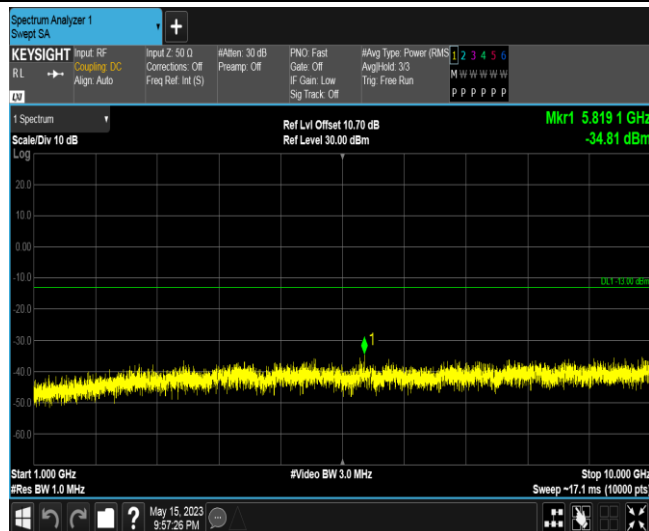 Spectrum Analyzer 1
Swept SA
+
KEYSIGHT
RL
Input: RF
Coupling: DC
Align: Auto
Input Z: 50 Ω
Corrections: Off
Freq Ref: Int (S)
#Atten: 30 dB
Preamp: Off
PNO: Fast
Gate: Off
IF Gain: Low
Sig Track: Off
#Avg Type: Power (RMS
Avg|Hold: 3/3
Trig: Free Run
1 2 3 4 5 6
M W W W W W
P P P P P P
LXI
1 Spectrum
Scale/Div 10 dB
Ref Lvl Offset 10.70 dB
Ref Level 30.00 dBm
Mkr1 5.819 1 GHz
-34.81 dBm
Log
20.0
10.0
0.00
-10.0
DL1 -13.00 dBm
-20.0
-30.0
1
-40.0
-50.0
-60.0
Start 1.000 GHz
#Video BW 3.0 MHz
Stop 10.000 GHz
#Res BW 1.0 MHz
Sweep ~17.1 ms (10000 pts)
?
May 15, 2023
9:57:26 PM